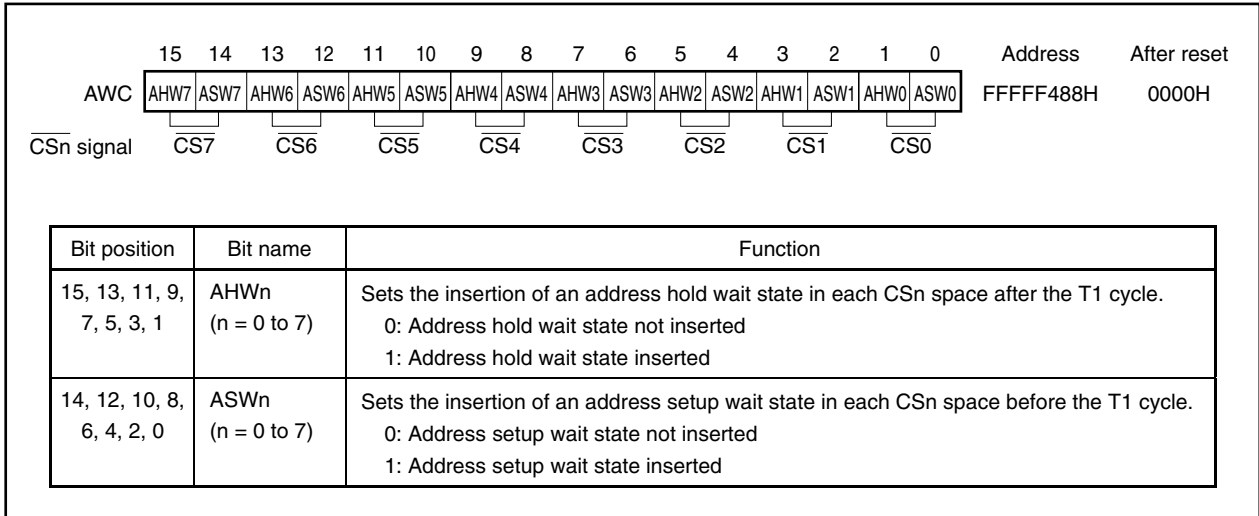 15 14 13 12 11 10 9 8 7 6 5 4 3 2 1 0 Address After reset
AWC AHW7 ASW7 AHW6 ASW6 AHW5 ASW5 AHW4 ASW4 AHW3 ASW3 AHW2 ASW2 AHW1 ASW1 AHW0 ASW0 FFFFF488H 0000H
CSn signal CS7 CS6 CS5 CS4 CS3 CS2 CS1 CS0
Bit position Bit name Function
15, 13, 11, 9, AHWn Sets the insertion of an address hold wait state in each CSn space after the T1 cycle.
7, 5, 3, 1 (n = 0 to 7) 0: Address hold wait state not inserted
1: Address hold wait state inserted
14, 12, 10, 8, ASWn Sets the insertion of an address setup wait state in each CSn space before the T1 cycle.
6, 4, 2, 0 (n = 0 to 7) 0: Address setup wait state not inserted
1: Address setup wait state inserted